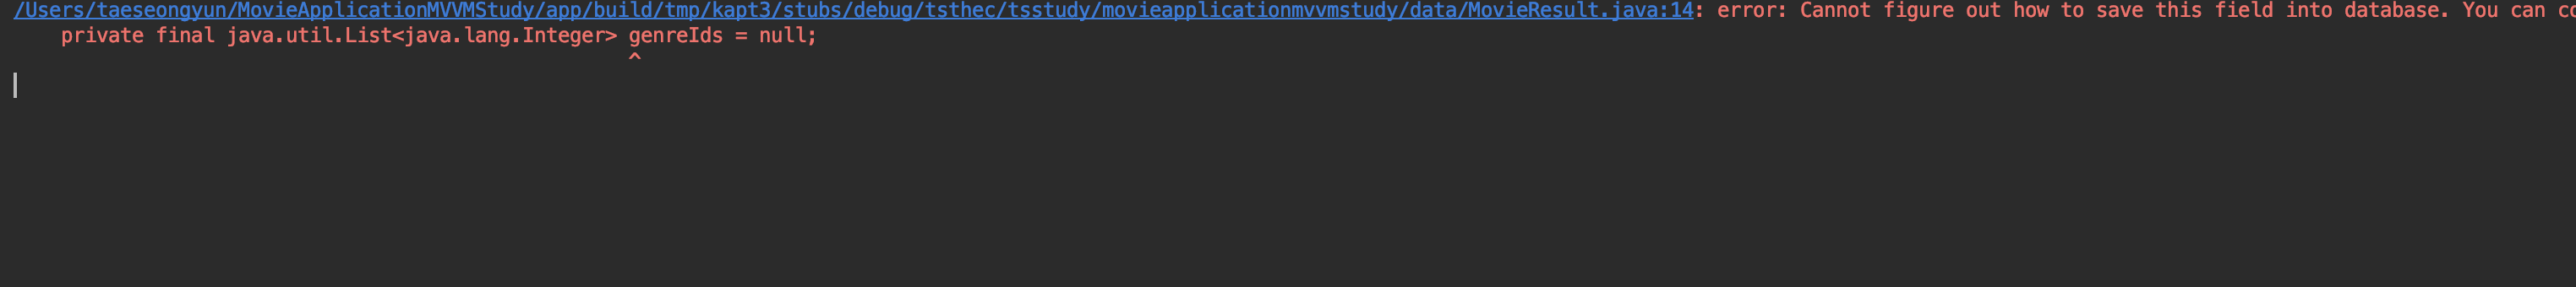 /Users/taeseongyun/MovieApplicationMVVMStudy/app/build/tmp/kapt3/stubs/debug/tsthec/tsstudy/movieapplicationmvvmstudy/data/MovieResult.java:14: error: Cannot figure out how to save this field into database. You can co
private final java.util.List<java.lang.Integer> genreIds = null;
^